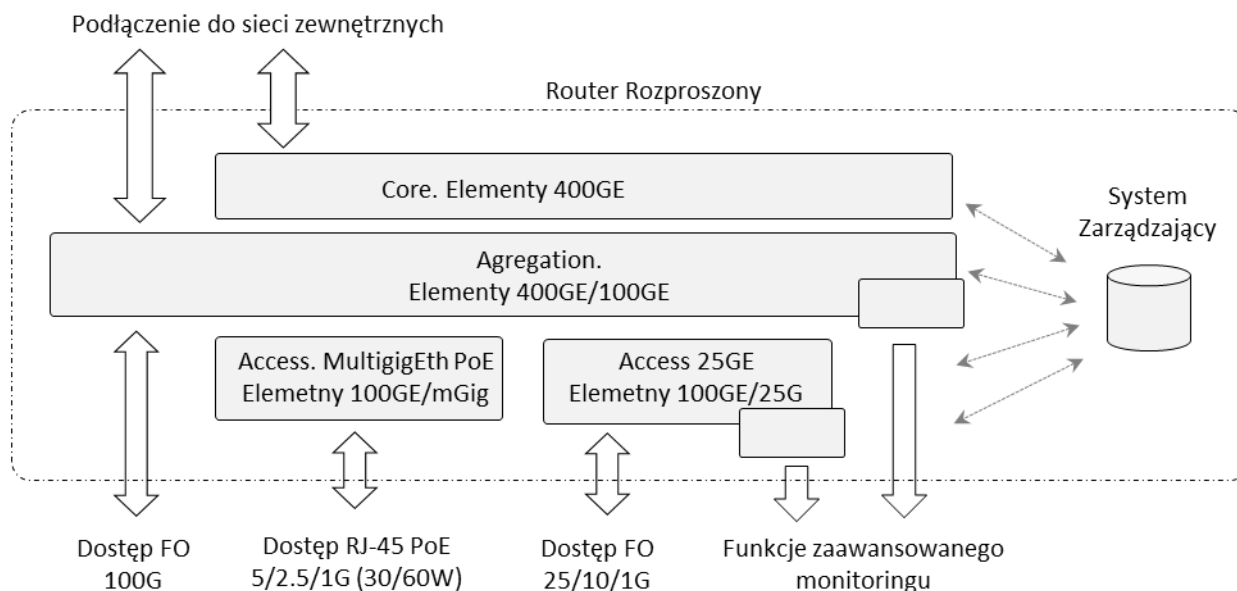 Podłączenie do sieci zewnętrznych
Router Rozproszony
Core. Elementy 400GE
System
Zarządzający
Agregation.
Elementy 400GE/100GE
Access. MultigigEth PoE
Elemetny 100GE/mGig
Access 25GE
Elemetny 100GE/25G
Dostęp FO
100G
Dostęp RJ-45 PoE
5/2.5/1G (30/60W)
Dostęp FO
25/10/1G
Funkcje zaawansowanego
monitoringu